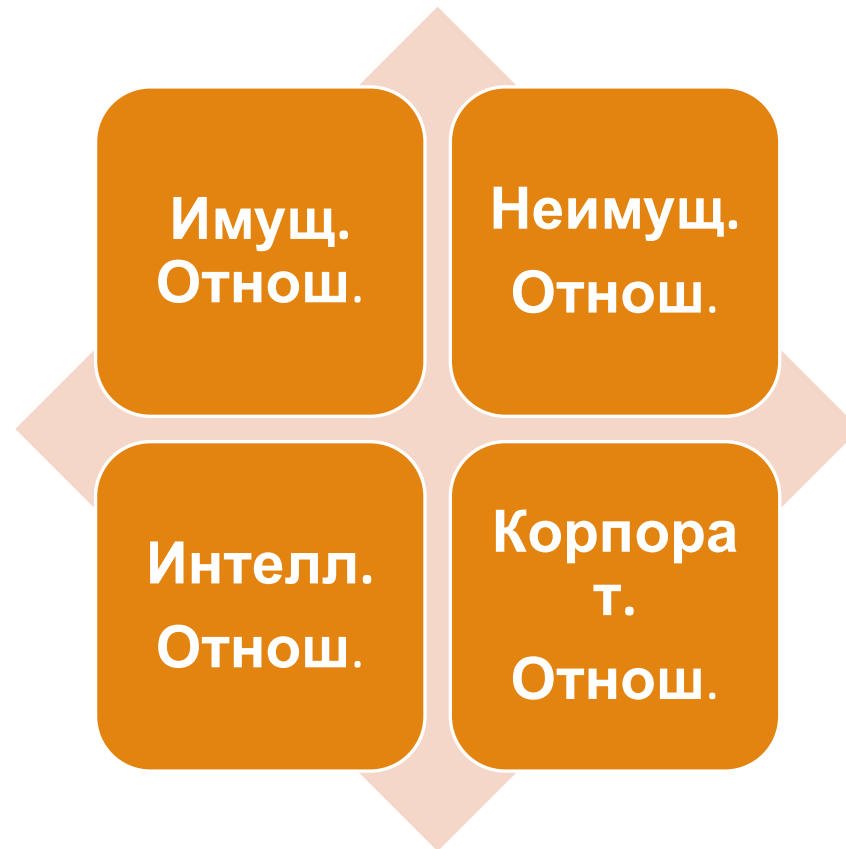 Имущ.
Отнош.
Неимущ.
Отнош.
Интелл.
Отнош.
Корпора
т.
Отнош.